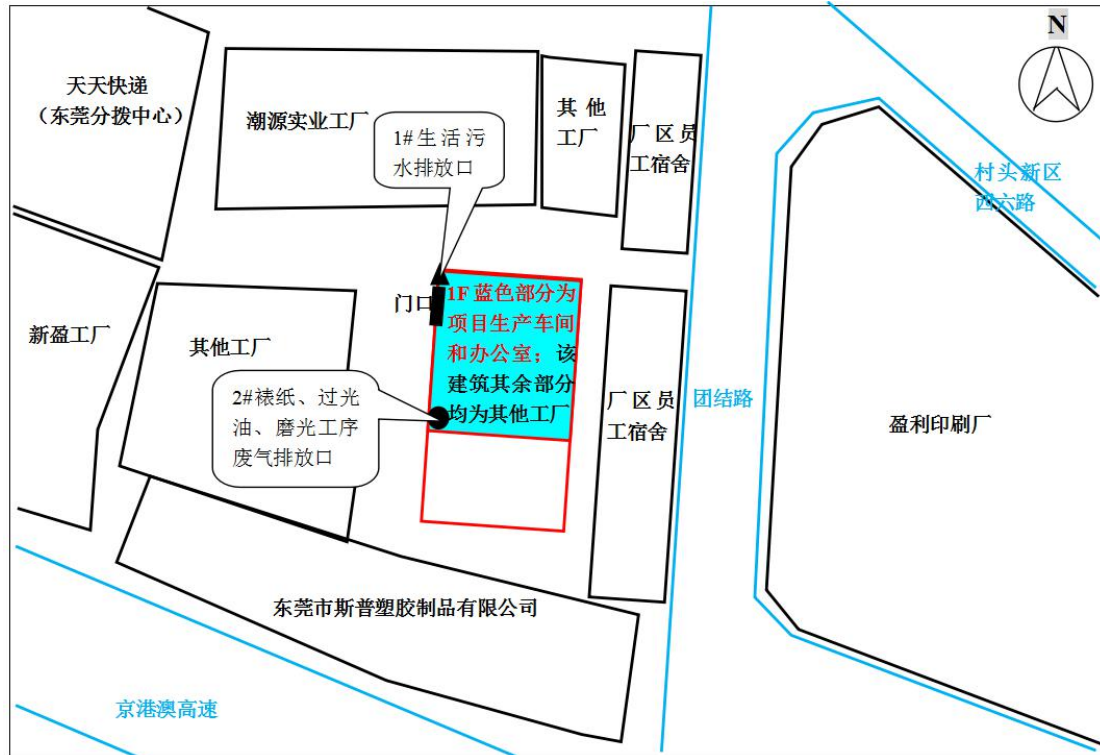 N
天天快递
（东莞分拨中心）
潮源实业工厂
其他
工厂
厂区员
工宿舍
1#生活污
水排放口
村头新区
西六路
门口
1F 蓝色部分为
项目生产车间
和办公室；该
建筑其余部分
均为其他工厂
新盈工厂
其他工厂
2#裱纸、过光
油、磨光工序
废气排放口
厂区员
工宿舍
团结路
盈利印刷厂
东莞市斯普塑胶制品有限公司
京港澳高速